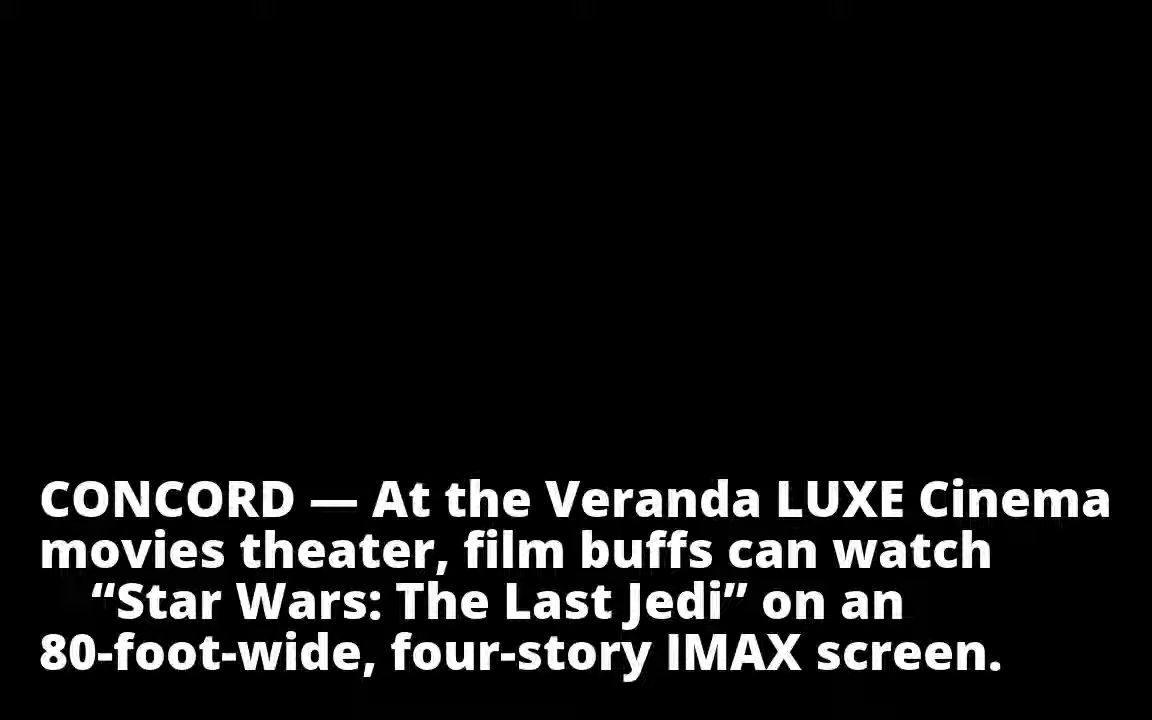 CONCORD — At the Veranda LUXE Cinema
movies theater, film buffs can watch
“Star Wars: The Last Jedi” on an
80-foot-wide, four-story IMAX screen.